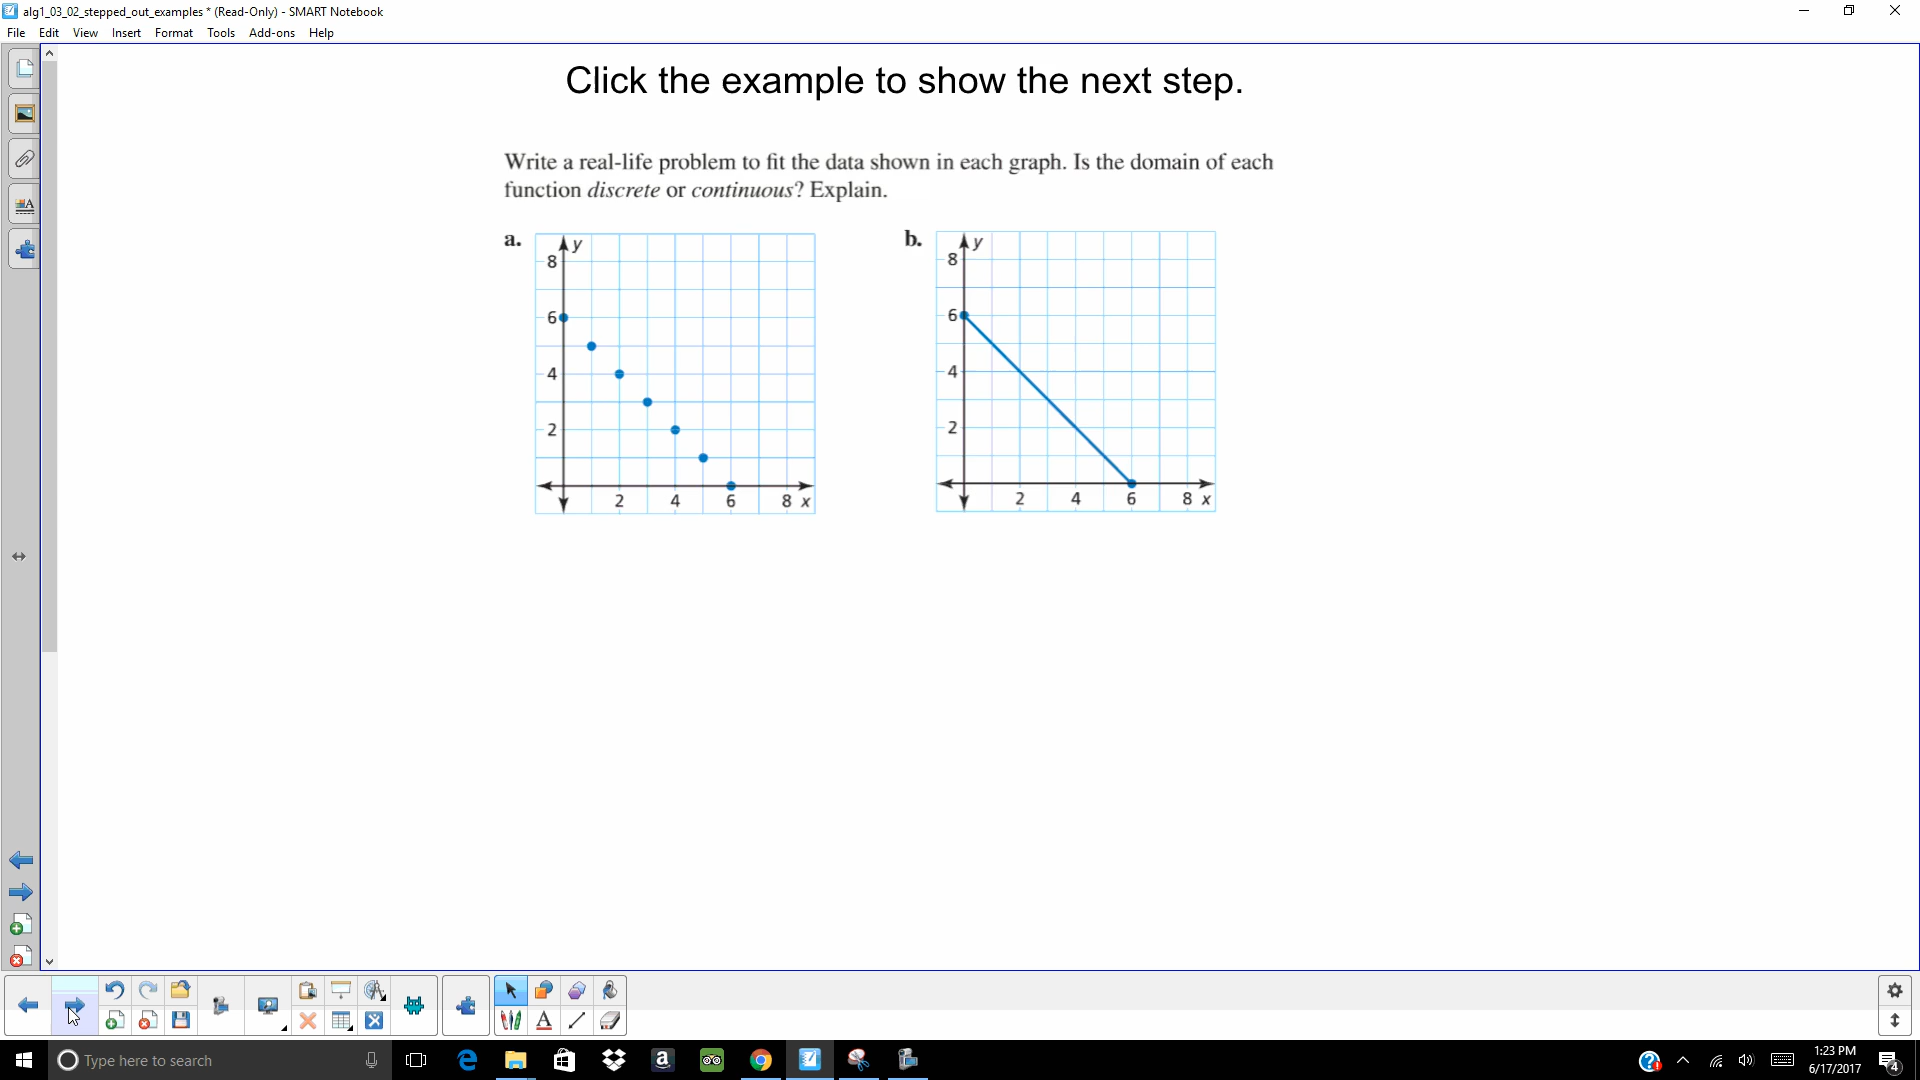 alg1_03_02_stepped_out_examples * (Read-Only) - SMART Notebook
File Edit View Insert Format Tools Add-ons Help
Click the example to show the next step.
Write a real-life problem to fit the data shown in each graph. Is the domain of each
function discrete or continuous? Explain.
a.
y
8
6
4
2
2 4 6 8 x
b.
y
8
6
4
2
2 4 6 8 x
Type here to search
1:23 PM
6/17/2017
4